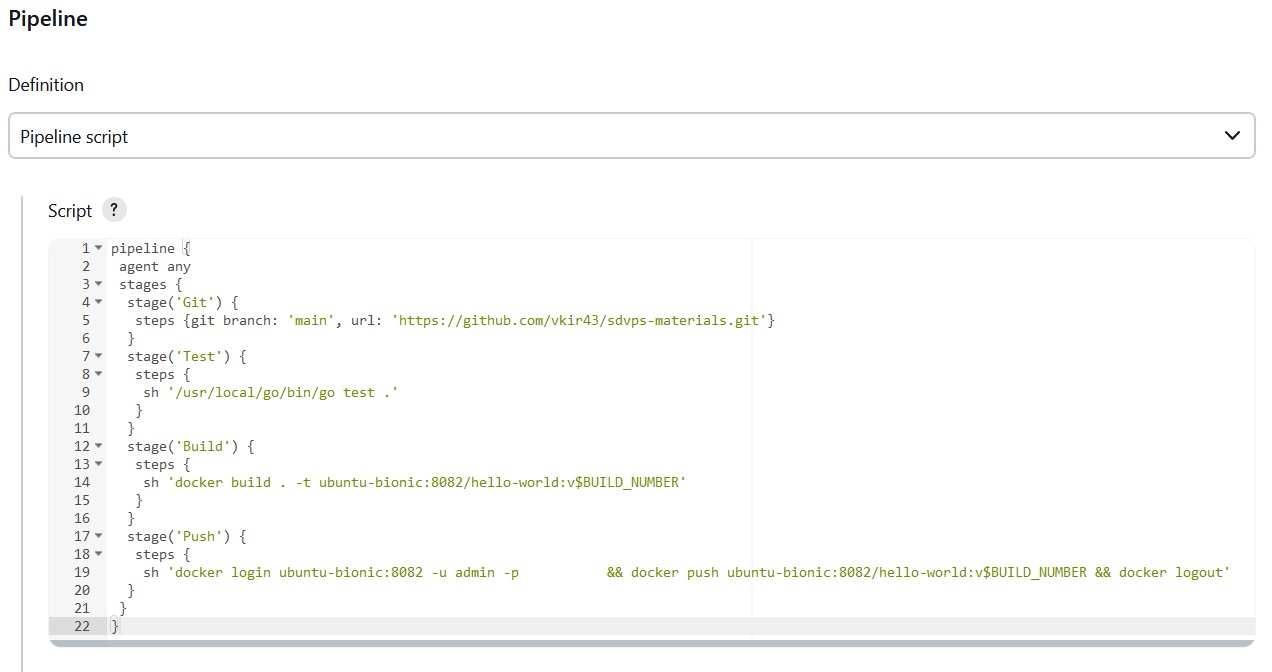 Pipeline
Definition
Pipeline script
Script ?
1 pipeline {
2 agent any
3 stages {
4 stage('Git') {
5 steps {git branch: 'main', url: 'https://github.com/vkir43/sdvps-materials.git'}
6 }
7 stage('Test') {
8 steps {
9 sh '/usr/local/go/bin/go test .'
10 }
11 }
12 stage('Build') {
13 steps {
14 sh 'docker build . -t ubuntu-bionic:8082/hello-world:v$BUILD_NUMBER'
15 }
16 }
17 stage('Push') {
18 steps {
19 sh 'docker login ubuntu-bionic:8082 -u admin -p && docker push ubuntu-bionic:8082/hello-world:v$BUILD_NUMBER && docker logout'
20 }
21 }
22 }